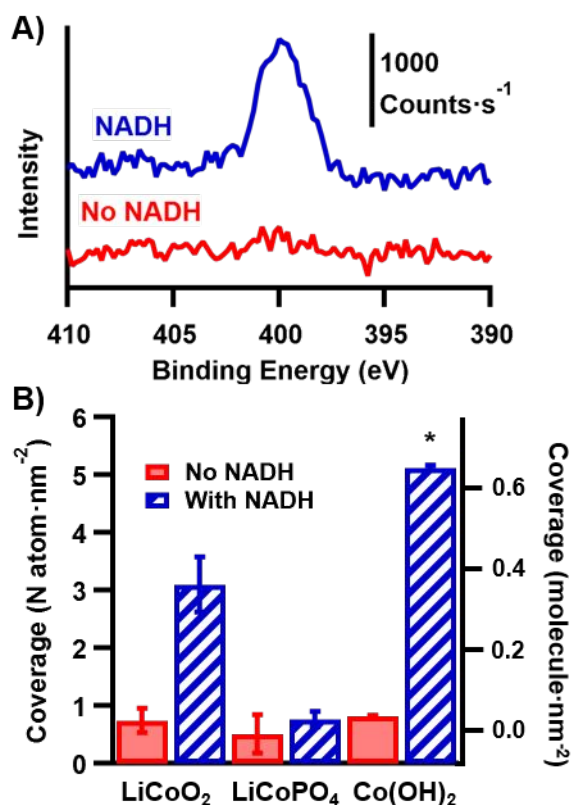 A)
1000
Counts·s⁻¹
NADH
No NADH
Intensity
410 405 400 395 390
Binding Energy (eV)
B)
6
5
4
3
2
1
0
Coverage (N atom·nm⁻²)
No NADH
With NADH
*
0.6
0.4
0.2
0.0
Coverage (molecule·nm⁻²)
LiCoO₂ LiCoPO₄ Co(OH)₂